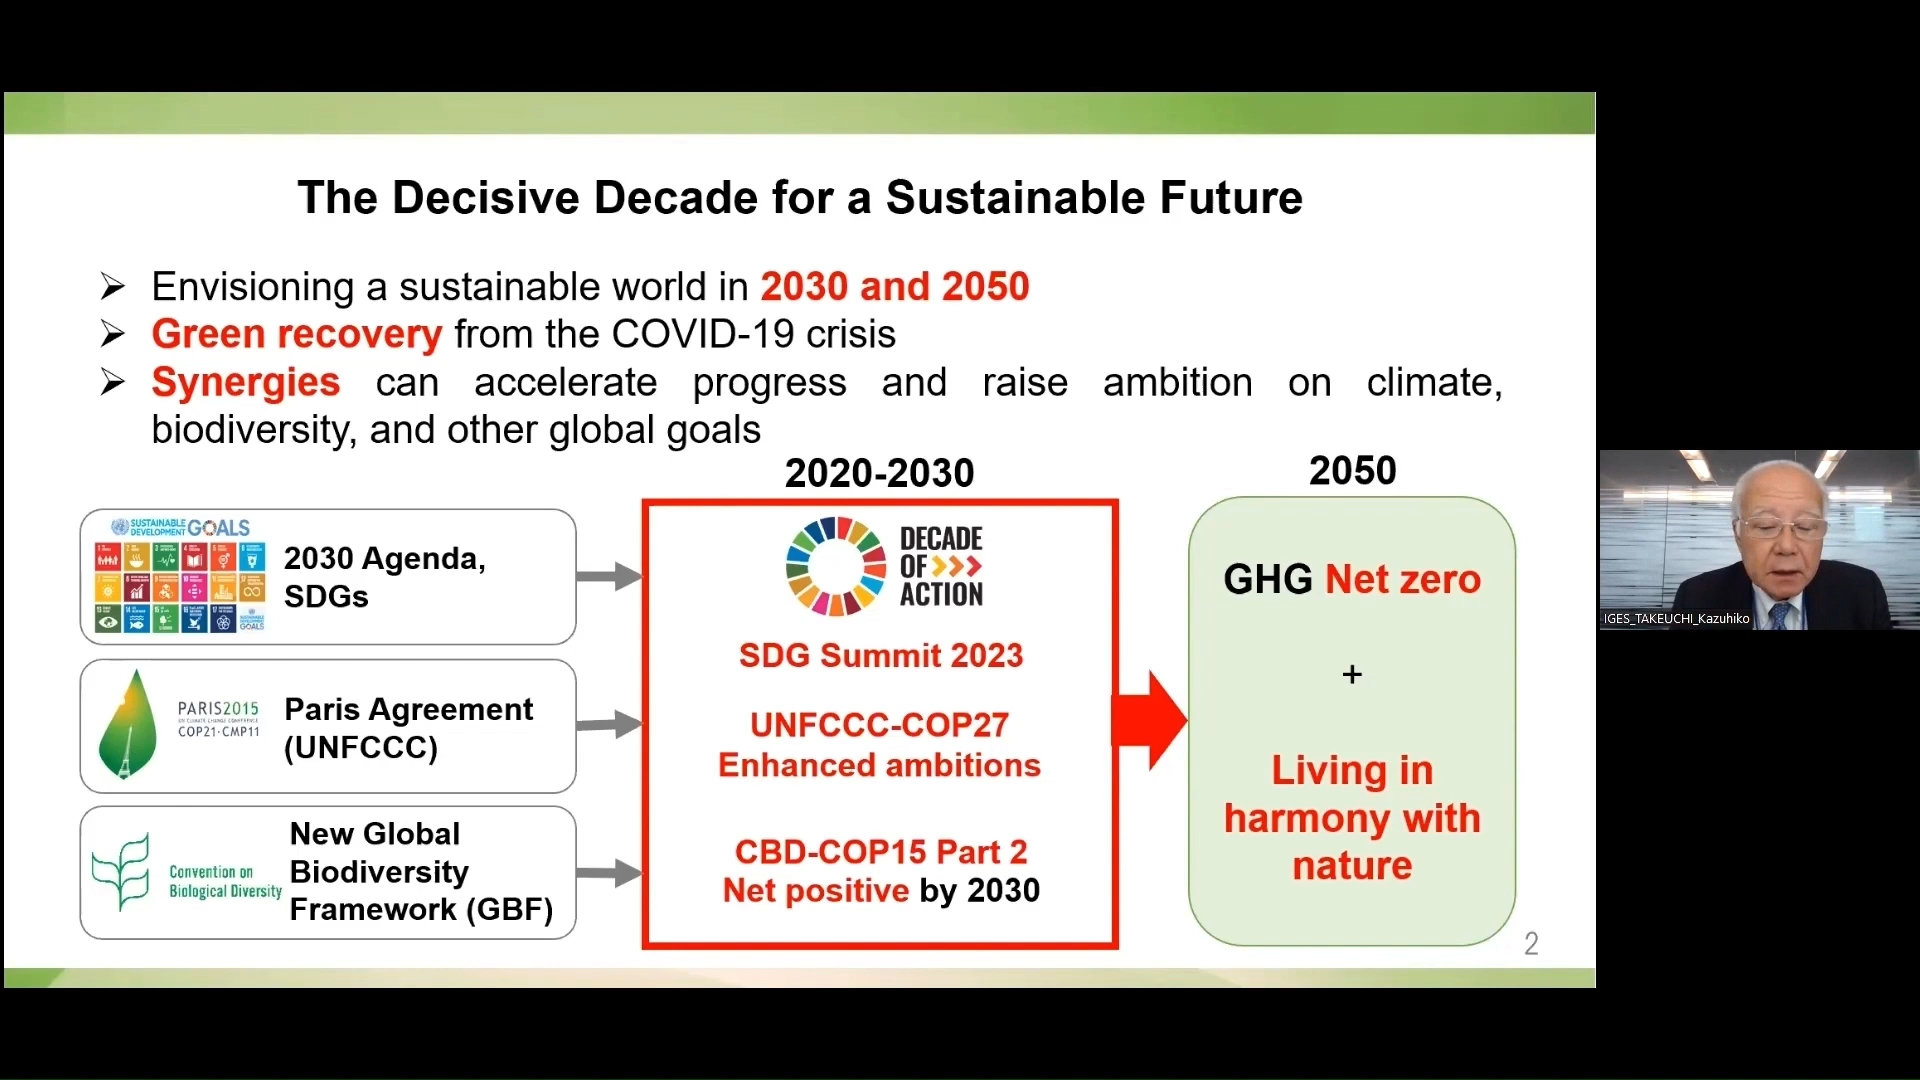 The Decisive Decade for a Sustainable Future
Envisioning a sustainable world in 2030 and 2050
Green recovery from the COVID-19 crisis
Synergies can accelerate progress and raise ambition on climate,
biodiversity, and other global goals
2020-2030
2050
SUSTAINABLE
DEVELOPMENT GOALS
2030 Agenda,
SDGs
PARIS2015
UN CLIMATE CHANGE CONFERENCE
COP21·CMP11
Paris Agreement
(UNFCCC)
Convention on
Biological Diversity
New Global
Biodiversity
Framework (GBF)
DECADE
OF
ACTION
SDG Summit 2023
UNFCCC-COP27
Enhanced ambitions
CBD-COP15 Part 2
Net positive by 2030
GHG Net zero
+
Living in
harmony with
nature
2
IGES_TAKEUCHI_Kazuhiko